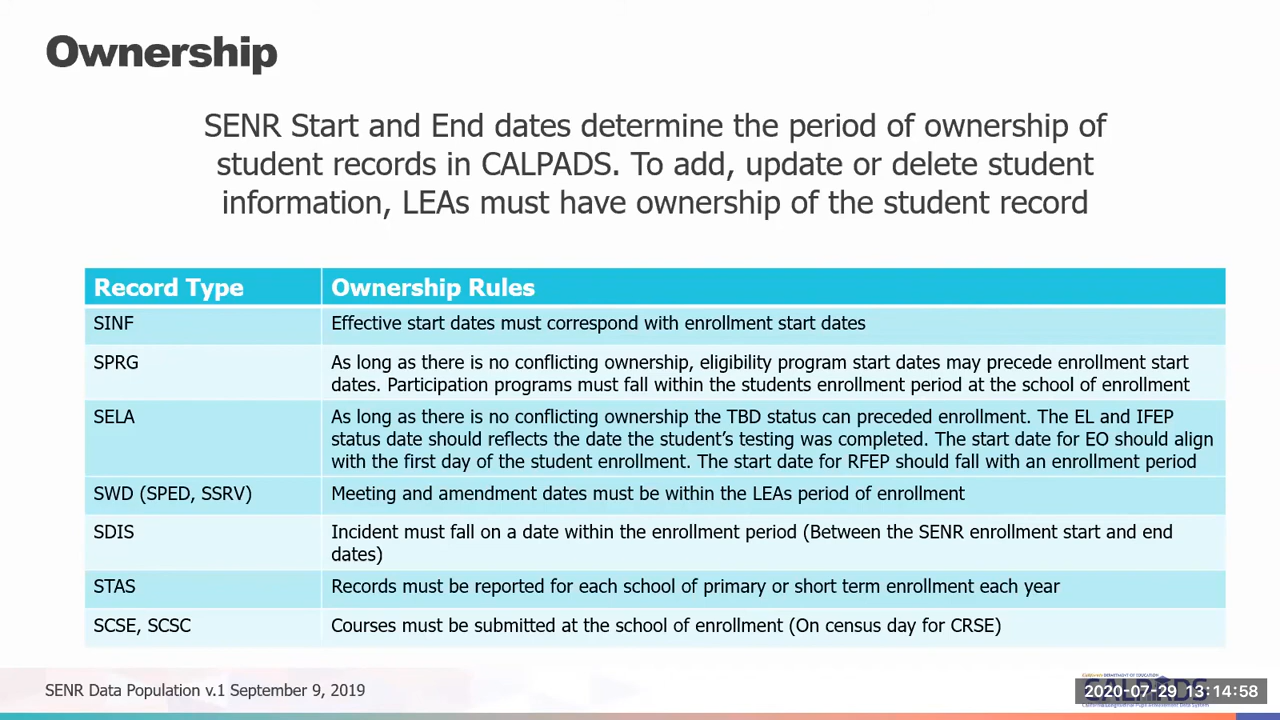 Ownership
SENR Start and End dates determine the period of ownership of
student records in CALPADS. To add, update or delete student
information, LEAs must have ownership of the student record
Record Type
Ownership Rules
SINF
Effective start dates must correspond with enrollment start dates
SPRG
As long as there is no conflicting ownership, eligibility program start dates may precede enrollment start
dates. Participation programs must fall within the students enrollment period at the school of enrollment
SELA
As long as there is no conflicting ownership the TBD status can preceded enrollment. The EL and IFEP
status date should reflects the date the student’s testing was completed. The start date for EO should align
with the first day of the student enrollment. The start date for RFEP should fall with an enrollment period
SWD (SPED, SSRV)
Meeting and amendment dates must be within the LEAs period of enrollment
SDIS
Incident must fall on a date within the enrollment period (Between the SENR enrollment start and end
dates)
STAS
Records must be reported for each school of primary or short term enrollment each year
SCSE, SCSC
Courses must be submitted at the school of enrollment (On census day for CRSE)
SENR Data Population v.1 September 9, 2019
CALPADS
2020-07-29 13:14:58